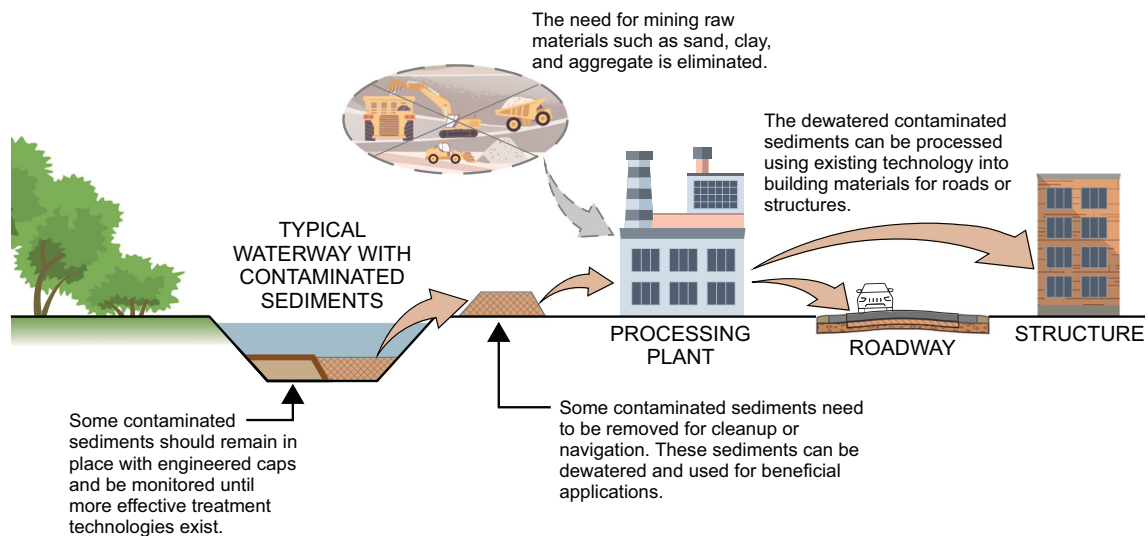 The need for mining raw
materials such as sand, clay,
and aggregate is eliminated.
The dewatered contaminated
sediments can be processed
using existing technology into
building materials for roads or
structures.
TYPICAL
WATERWAY WITH
CONTAMINATED
SEDIMENTS
PROCESSING
PLANT
ROADWAY
STRUCTURE
Some contaminated
sediments should remain in
place with engineered caps
and be monitored until
more effective treatment
technologies exist.
Some contaminated sediments need
to be removed for cleanup or
navigation. These sediments can be
dewatered and used for beneficial
applications.